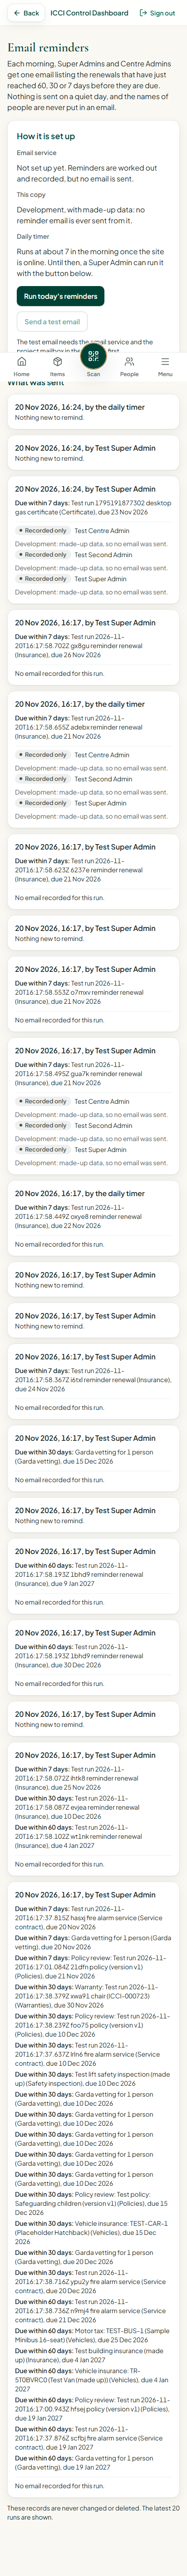 Back
ICCI Control Dashboard
Sign out
Email reminders
Each morning, Super Admins and Centre Admins
get one email listing the renewals that have just
reached 60, 30 or 7 days before they are due.
Nothing is sent on a quiet day, and the names of
people are never put in an email.
How it is set up
Email service
Not set up yet. Reminders are worked out
and recorded, but no email is sent.
This copy
Development, with made-up data: no
reminder email is ever sent from it.
Daily timer
Runs at about 7 in the morning once the site
is online. Until then, a Super Admin can run it
with the button below.
Run today's reminders
Send a test email
The test email needs the email service and the
Home
Items
Scan
People
Menu
What was sent
20 Nov 2026, 16:24, by the daily timer
Nothing new to remind.
20 Nov 2026, 16:24, by Test Super Admin
Nothing new to remind.
20 Nov 2026, 16:24, by Test Super Admin
Due within 7 days: Test run 1795191877302 desktop
gas certificate (Certificate), due 23 Nov 2026
Recorded only Test Centre Admin
Development: made-up data, so no email was sent.
Recorded only Test Second Admin
Development: made-up data, so no email was sent.
Recorded only Test Super Admin
Development: made-up data, so no email was sent.
20 Nov 2026, 16:17, by Test Super Admin
Due within 7 days: Test run 2026-11-
20T16:17:58.702Z gx8gu reminder renewal
(Insurance), due 26 Nov 2026
No email recorded for this run.
20 Nov 2026, 16:17, by the daily timer
Due within 7 days: Test run 2026-11-
20T16:17:58.655Z adebx reminder renewal
(Insurance), due 21 Nov 2026
Recorded only Test Centre Admin
Development: made-up data, so no email was sent.
Recorded only Test Second Admin
Development: made-up data, so no email was sent.
Recorded only Test Super Admin
Development: made-up data, so no email was sent.
20 Nov 2026, 16:17, by Test Super Admin
Due within 7 days: Test run 2026-11-
20T16:17:58.623Z 6237e reminder renewal
(Insurance), due 21 Nov 2026
No email recorded for this run.
20 Nov 2026, 16:17, by Test Super Admin
Nothing new to remind.
20 Nov 2026, 16:17, by Test Super Admin
Due within 7 days: Test run 2026-11-
20T16:17:58.553Z o7mxv reminder renewal
(Insurance), due 21 Nov 2026
No email recorded for this run.
20 Nov 2026, 16:17, by Test Super Admin
Due within 7 days: Test run 2026-11-
20T16:17:58.495Z gua7k reminder renewal
(Insurance), due 21 Nov 2026
Recorded only Test Centre Admin
Development: made-up data, so no email was sent.
Recorded only Test Second Admin
Development: made-up data, so no email was sent.
Recorded only Test Super Admin
Development: made-up data, so no email was sent.
20 Nov 2026, 16:17, by the daily timer
Due within 7 days: Test run 2026-11-
20T16:17:58.449Z oxye8 reminder renewal
(Insurance), due 22 Nov 2026
No email recorded for this run.
20 Nov 2026, 16:17, by Test Super Admin
Nothing new to remind.
20 Nov 2026, 16:17, by Test Super Admin
Nothing new to remind.
20 Nov 2026, 16:17, by Test Super Admin
Due within 7 days: Test run 2026-11-
20T16:17:58.367Z i6txl reminder renewal (Insurance),
due 24 Nov 2026
No email recorded for this run.
20 Nov 2026, 16:17, by Test Super Admin
Due within 30 days: Garda vetting for 1 person
(Garda vetting), due 15 Dec 2026
No email recorded for this run.
20 Nov 2026, 16:17, by Test Super Admin
Nothing new to remind.
20 Nov 2026, 16:17, by Test Super Admin
Due within 60 days: Test run 2026-11-
20T16:17:58.193Z 1bhd9 reminder renewal
(Insurance), due 9 Jan 2027
No email recorded for this run.
20 Nov 2026, 16:17, by Test Super Admin
Due within 60 days: Test run 2026-11-
20T16:17:58.193Z 1bhd9 reminder renewal
(Insurance), due 30 Dec 2026
No email recorded for this run.
20 Nov 2026, 16:17, by Test Super Admin
Nothing new to remind.
20 Nov 2026, 16:17, by Test Super Admin
Due within 7 days: Test run 2026-11-
20T16:17:58.072Z ihtk8 reminder renewal
(Insurance), due 25 Nov 2026
Due within 30 days: Test run 2026-11-
20T16:17:58.087Z evjea reminder renewal
(Insurance), due 10 Dec 2026
Due within 60 days: Test run 2026-11-
20T16:17:58.102Z wt1nk reminder renewal
(Insurance), due 4 Jan 2027
No email recorded for this run.
20 Nov 2026, 16:17, by Test Super Admin
Due within 7 days: Test run 2026-11-
20T16:17:37.815Z hasxj fire alarm service (Service
contract), due 20 Nov 2026
Due within 7 days: Garda vetting for 1 person (Garda
vetting), due 20 Nov 2026
Due within 7 days: Policy review: Test run 2026-11-
20T16:17:01.084Z 21dfn policy (version v1)
(Policies), due 21 Nov 2026
Due within 30 days: Warranty: Test run 2026-11-
20T16:17:38.379Z xwa91 chair (ICCI-000723)
(Warranties), due 30 Nov 2026
Due within 30 days: Policy review: Test run 2026-11-
20T16:17:38.239Z foo75 policy (version v1)
(Policies), due 10 Dec 2026
Due within 30 days: Test run 2026-11-
20T16:17:37.637Z lrln6 fire alarm service (Service
contract), due 10 Dec 2026
Due within 30 days: Test lift safety inspection (made
up) (Safety inspection), due 10 Dec 2026
Due within 30 days: Garda vetting for 1 person
(Garda vetting), due 10 Dec 2026
Due within 30 days: Garda vetting for 1 person
(Garda vetting), due 10 Dec 2026
Due within 30 days: Garda vetting for 1 person
(Garda vetting), due 10 Dec 2026
Due within 30 days: Garda vetting for 1 person
(Garda vetting), due 10 Dec 2026
Due within 30 days: Garda vetting for 1 person
(Garda vetting), due 10 Dec 2026
Due within 30 days: Policy review: Test policy:
Safeguarding children (version v1) (Policies), due 15
Dec 2026
Due within 30 days: Vehicle insurance: TEST-CAR-1
(Placeholder Hatchback) (Vehicles), due 15 Dec
2026
Due within 30 days: Garda vetting for 1 person
(Garda vetting), due 20 Dec 2026
Due within 30 days: Test run 2026-11-
20T16:17:38.716Z ypu2y fire alarm service (Service
contract), due 20 Dec 2026
Due within 60 days: Test run 2026-11-
20T16:17:38.736Z n9mj4 fire alarm service (Service
contract), due 21 Dec 2026
Due within 60 days: Motor tax: TEST-BUS-1 (Sample
Minibus 16-seat) (Vehicles), due 25 Dec 2026
Due within 60 days: Test building insurance (made
up) (Insurance), due 4 Jan 2027
Due within 60 days: Vehicle insurance: TR-
5T0BVRC0 (Test Van (made up)) (Vehicles), due 4 Jan
2027
Due within 60 days: Policy review: Test run 2026-11-
20T16:17:00.943Z hfxej policy (version v1) (Policies),
due 19 Jan 2027
Due within 60 days: Test run 2026-11-
20T16:17:37.876Z scfbj fire alarm service (Service
contract), due 19 Jan 2027
Due within 60 days: Garda vetting for 1 person
(Garda vetting), due 19 Jan 2027
No email recorded for this run.
These records are never changed or deleted. The latest 20
runs are shown.